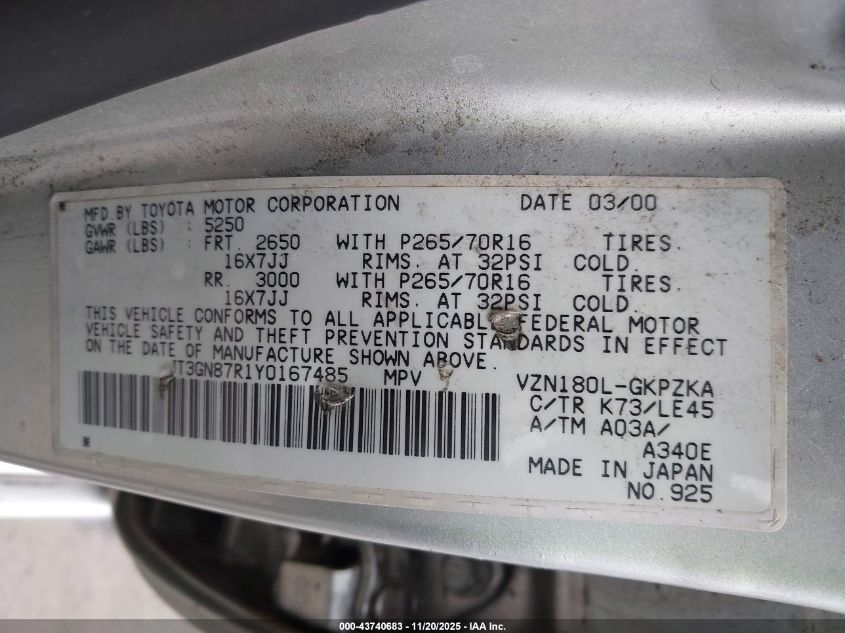 MFD. BY TOYOTA MOTOR CORPORATION DATE 03/00
GVWR (LBS) : 5250
GAWR (LBS) : FRT. 2650 WITH P265/70R16 TIRES.
16X7JJ RIMS. AT 32PSI COLD.
RR. 3000 WITH P265/70R16 TIRES.
16X7JJ RIMS. AT 32PSI COLD.
THIS VEHICLE CONFORMS TO ALL APPLICABLE FEDERAL MOTOR
VEHICLE SAFETY AND THEFT PREVENTION STANDARDS IN EFFECT
ON THE DATE OF MANUFACTURE SHOWN ABOVE.
JT3GN87R1Y0167485 MPV VZN180L-GKPZKA
C/TR K73/LE45
A/TM A03A/
A340E
MADE IN JAPAN
NO. 925
000-43740683 - 11/20/2025 - IAA Inc.